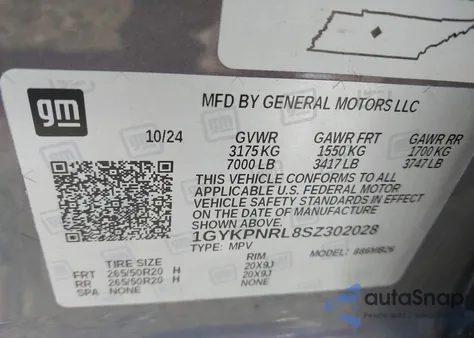 gm
MFD BY GENERAL MOTORS LLC
10/24 GVWR GAWR FRT GAWR RR
3175 KG 1550 KG 1700 KG
7000 LB 3417 LB 3747 LB
THIS VEHICLE CONFORMS TO ALL
APPLICABLE U.S. FEDERAL MOTOR
VEHICLE SAFETY STANDARDS IN EFFECT
ON THE DATE OF MANUFACTURE
SHOWN ABOVE.
1GYKPNRL8SZ302028
TYPE: MPV MODEL: 886MB26
TIRE SIZE RIM
FRT 265/50R20 H 20X9J
RR 265/50R20 H 20X9J
SPA NONE NONE
autoSnap